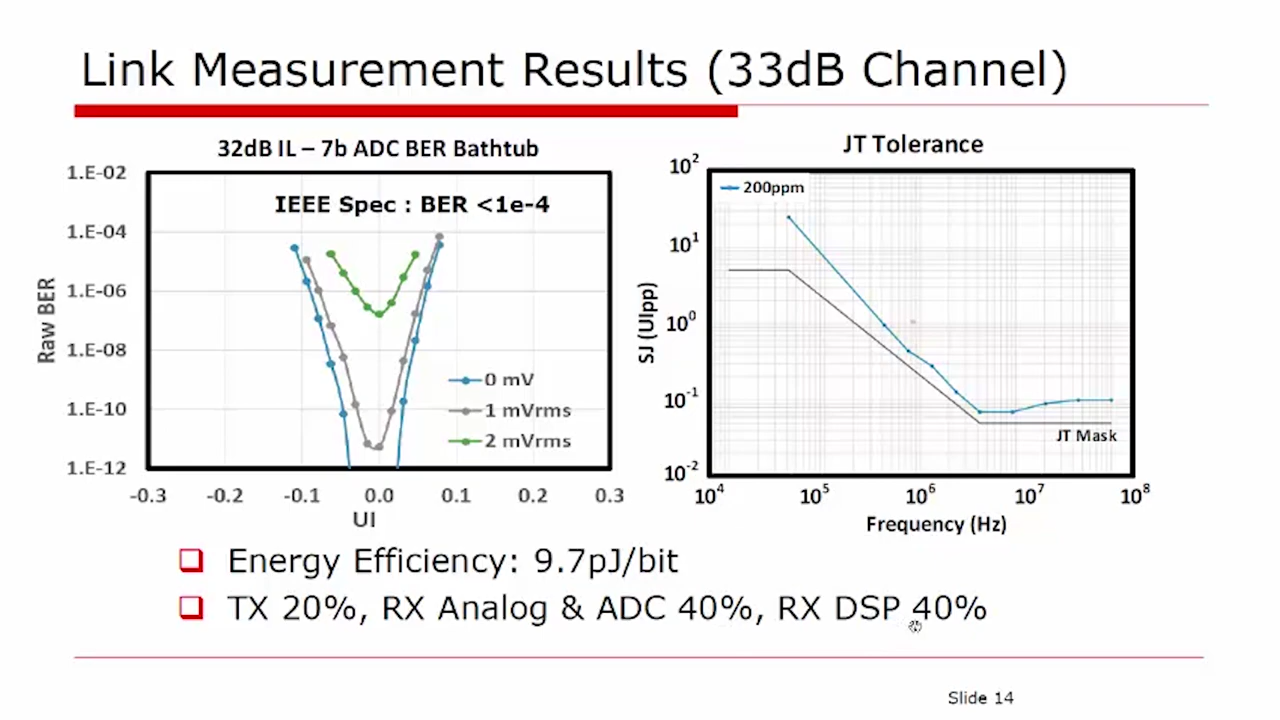 Link Measurement Results (33dB Channel)
32dB IL – 7b ADC BER Bathtub
IEEE Spec : BER <1e-4
Raw BER
1.E-02
1.E-04
1.E-06
1.E-08
1.E-10
1.E-12
0 mV
1 mVrms
2 mVrms
-0.3 -0.2 -0.1 0.0 0.1 0.2 0.3
UI
JT Tolerance
200ppm
SJ (UIpp)
10²
10¹
10⁰
10⁻¹
10⁻²
JT Mask
10⁴ 10⁵ 10⁶ 10⁷ 10⁸
Frequency (Hz)
Energy Efficiency: 9.7pJ/bit
TX 20%, RX Analog & ADC 40%, RX DSP 40%
Slide 14